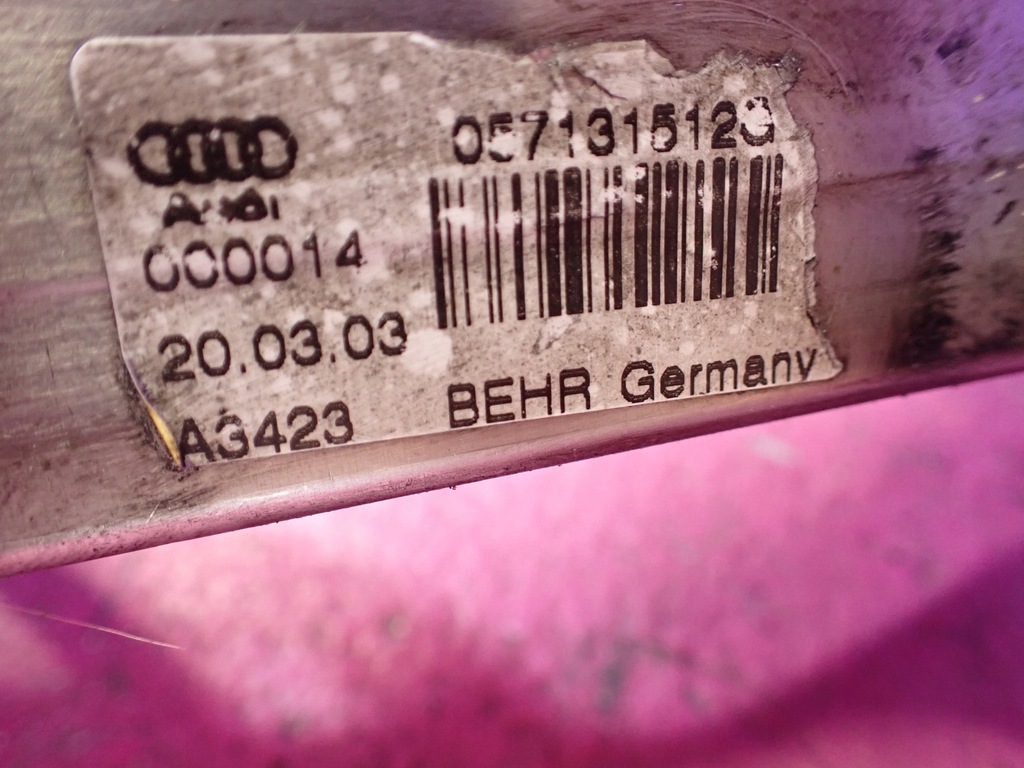 057131512G
Audi
000014
20.03.03
A3423
BEHR Germany